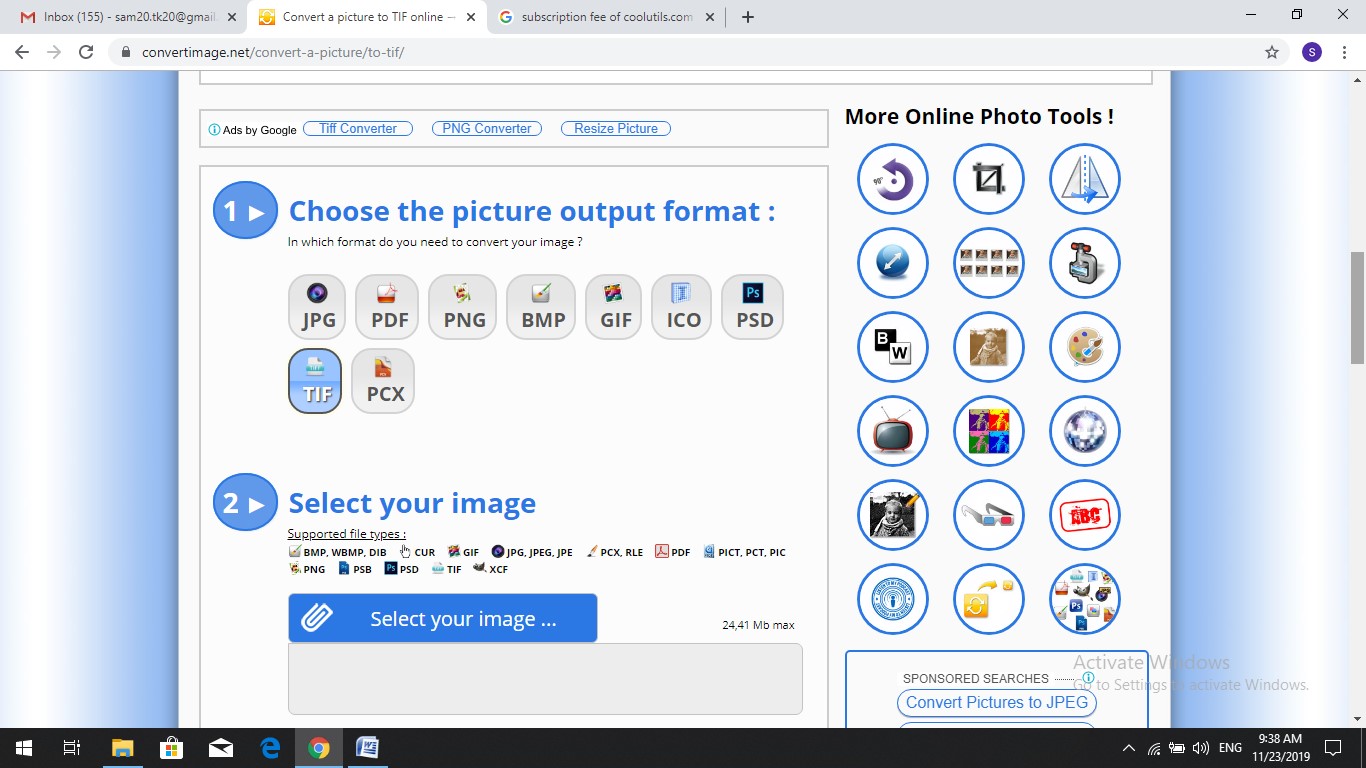 Inbox (155) - sam20.tk20@gmail.
Convert a picture to TIF online –
subscription fee of coolutils.com
convertimage.net/convert-a-picture/to-tif/
S
Ads by Google
Tiff Converter
PNG Converter
Resize Picture
More Online Photo Tools !
1
Choose the picture output format :
In which format do you need to convert your image ?
JPG
PDF
PNG
BMP
GIF
ICO
PSD
TIF
PCX
90°
B
W
ABC
Ps
2
Select your image
Supported file types :
BMP, WBMP, DIB CUR GIF JPG, JPEG, JPE PCX, RLE PDF PICT, PCT, PIC
PNG PSB PSD TIF XCF
Select your image ...
24,41 Mb max
SPONSORED SEARCHES
Convert Pictures to JPEG
Activate Windows
Go to Settings to activate Windows.
ENG
9:38 AM
11/23/2019